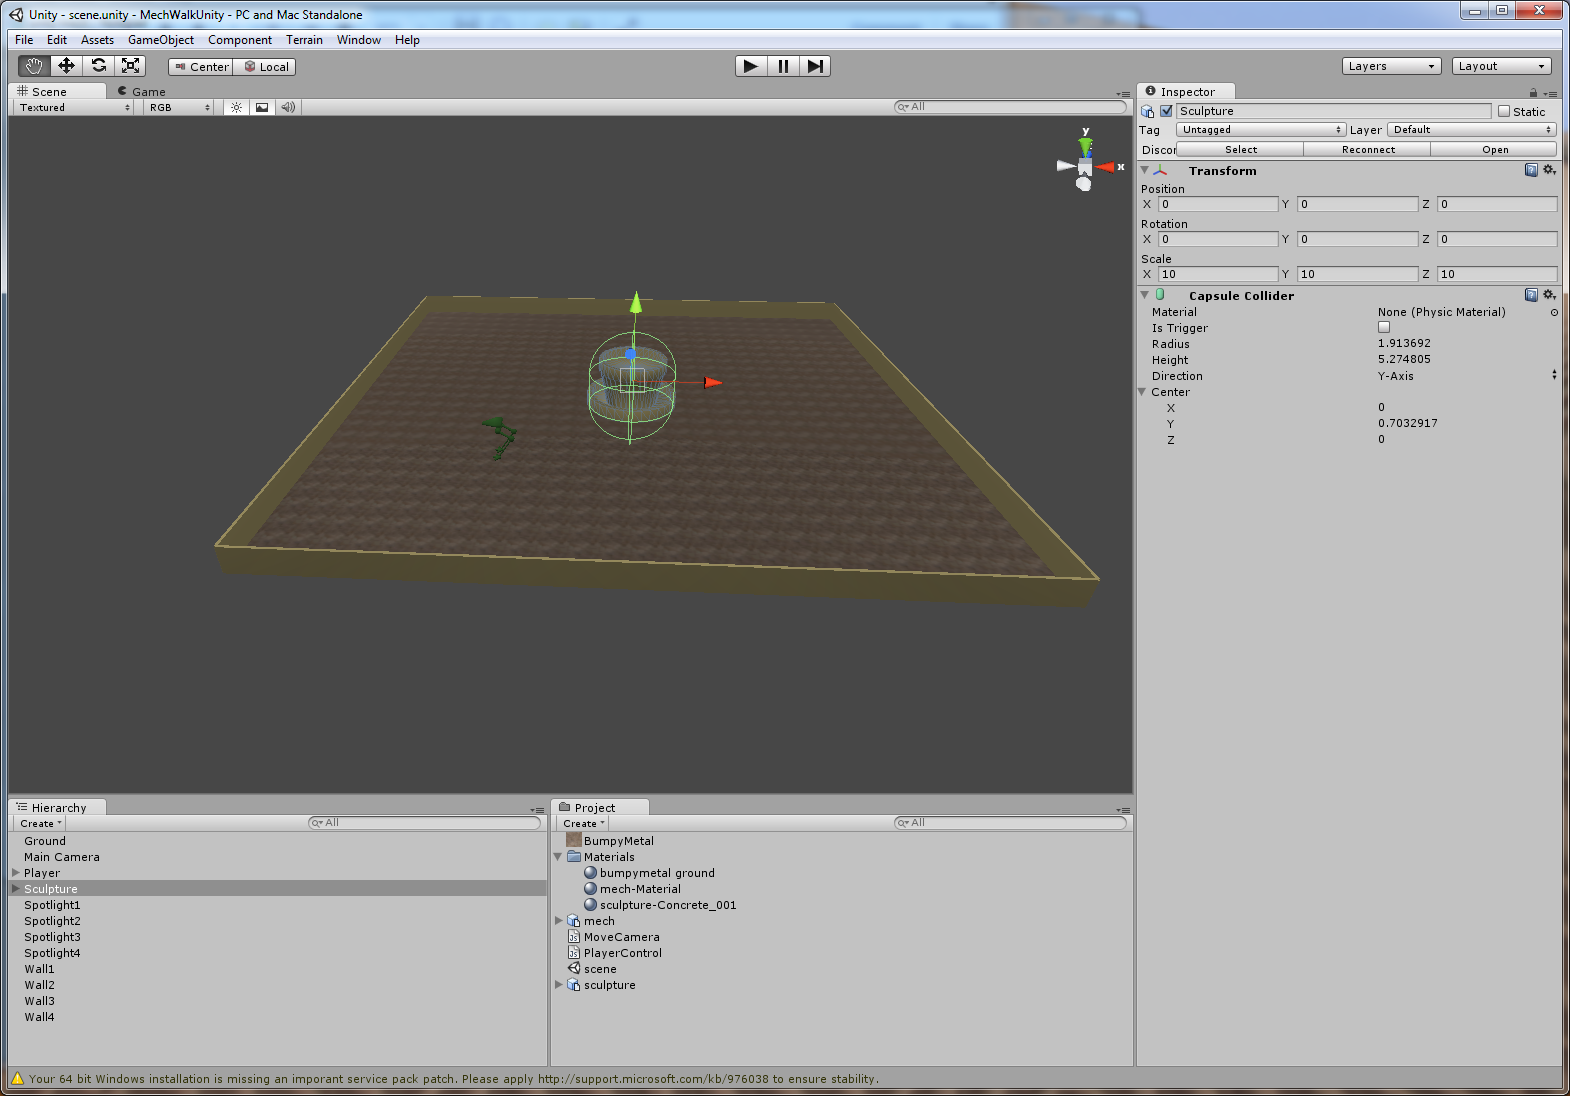 Unity - scene.unity - MechWalkUnity - PC and Mac Standalone
File Edit Assets GameObject Component Terrain Window Help
Center Local Layers Layout
Scene Game
Textured RGB All
y
x
Inspector
Sculpture Static
Tag Untagged Layer Default
Discor Select Reconnect Open
Transform
Position
X 0 Y 0 Z 0
Rotation
X 0 Y 0 Z 0
Scale
X 10 Y 10 Z 10
Capsule Collider
Material None (Physic Material)
Is Trigger
Radius 1.913692
Height 5.274805
Direction Y-Axis
Center
X 0
Y 0.7032917
Z 0
Hierarchy
Create All
Ground
Main Camera
Player
Sculpture
Spotlight1
Spotlight2
Spotlight3
Spotlight4
Wall1
Wall2
Wall3
Wall4
Project
Create All
BumpyMetal
Materials
bumpymetal ground
mech-Material
sculpture-Concrete_001
mech
MoveCamera
PlayerControl
scene
sculpture
Your 64 bit Windows installation is missing an imporant service pack patch. Please apply http://support.microsoft.com/kb/976038 to ensure stability.